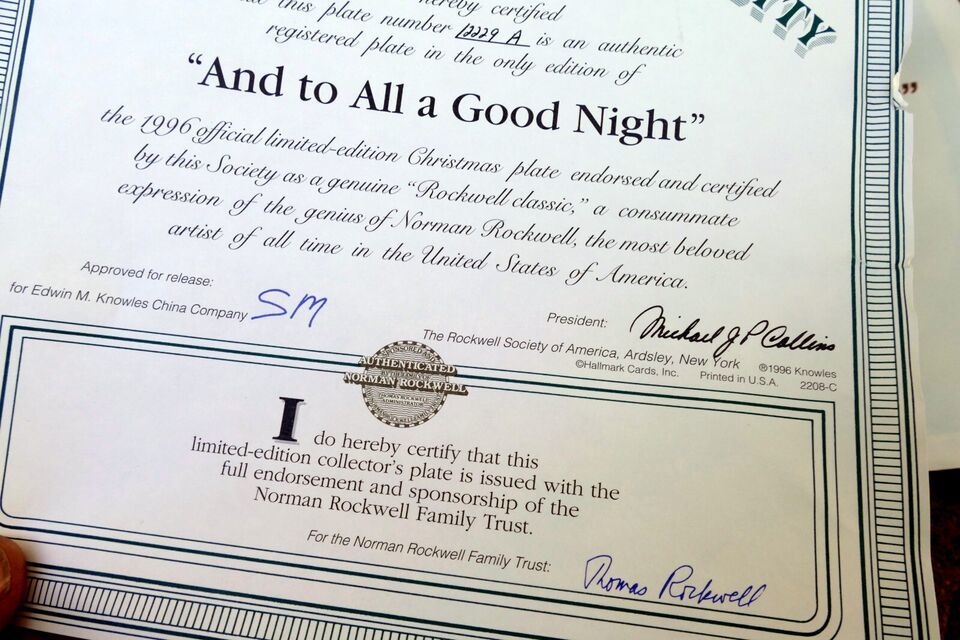 hereby certified
this plate number 12229 A is an authentic
registered plate in the only edition of
“And to All a Good Night”
the 1996 official limited-edition Christmas plate endorsed and certified
by this Society as a genuine “Rockwell classic,” a consummate
expression of the genius of Norman Rockwell, the most beloved
artist of all time in the United States of America.
Approved for release:
for Edwin M. Knowles China Company SM
President: Michael J P Collins
The Rockwell Society of America, Ardsley, New York
®1996 Knowles
©Hallmark Cards, Inc. Printed in U.S.A. 2208-C
AUTHENTICATED
NORMAN ROCKWELL
THOMAS ROCKWELL
ADMINISTRATOR
I do hereby certify that this
limited-edition collector's plate is issued with the
full endorsement and sponsorship of the
Norman Rockwell Family Trust.
For the Norman Rockwell Family Trust: Thomas Rockwell